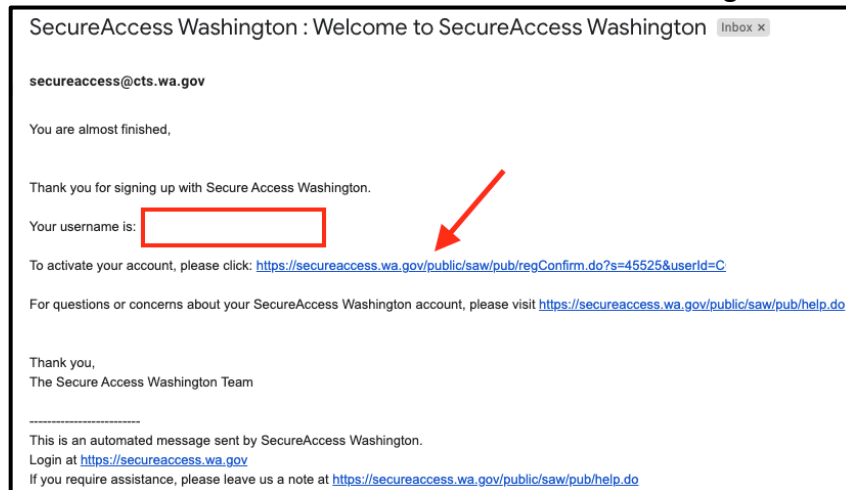 SecureAccess Washington : Welcome to SecureAccess Washington Inbox ×
secureaccess@cts.wa.gov
You are almost finished,
Thank you for signing up with Secure Access Washington.
Your username is:
To activate your account, please click: https://secureaccess.wa.gov/public/saw/pub/regConfirm.do?s=45525&userId=C
For questions or concerns about your SecureAccess Washington account, please visit https://secureaccess.wa.gov/public/saw/pub/help.do
Thank you,
The Secure Access Washington Team
-------------------------
This is an automated message sent by SecureAccess Washington.
Login at https://secureaccess.wa.gov
If you require assistance, please leave us a note at https://secureaccess.wa.gov/public/saw/pub/help.do